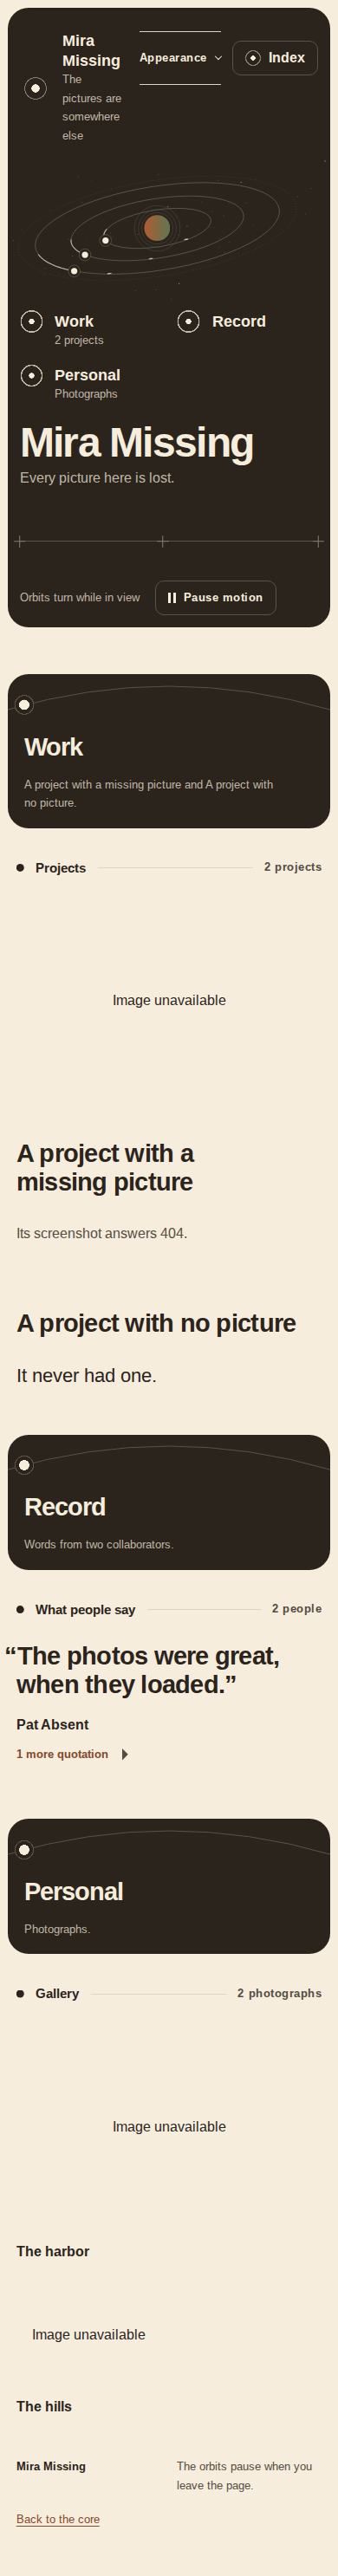 Mira
Missing
The
pictures are
somewhere
else
Appearance
Index
Work
2 projects
Record
Personal
Photographs
Mira Missing
Every picture here is lost.
Orbits turn while in view
Pause motion
Work
A project with a missing picture and A project with
no picture.
Projects
2 projects
Image unavailable
A project with a
missing picture
Its screenshot answers 404.
A project with no picture
It never had one.
Record
Words from two collaborators.
What people say
2 people
“The photos were great,
when they loaded.”
Pat Absent
1 more quotation
Personal
Photographs.
Gallery
2 photographs
Image unavailable
The harbor
Image unavailable
The hills
Mira Missing
The orbits pause when you
leave the page.
Back to the core